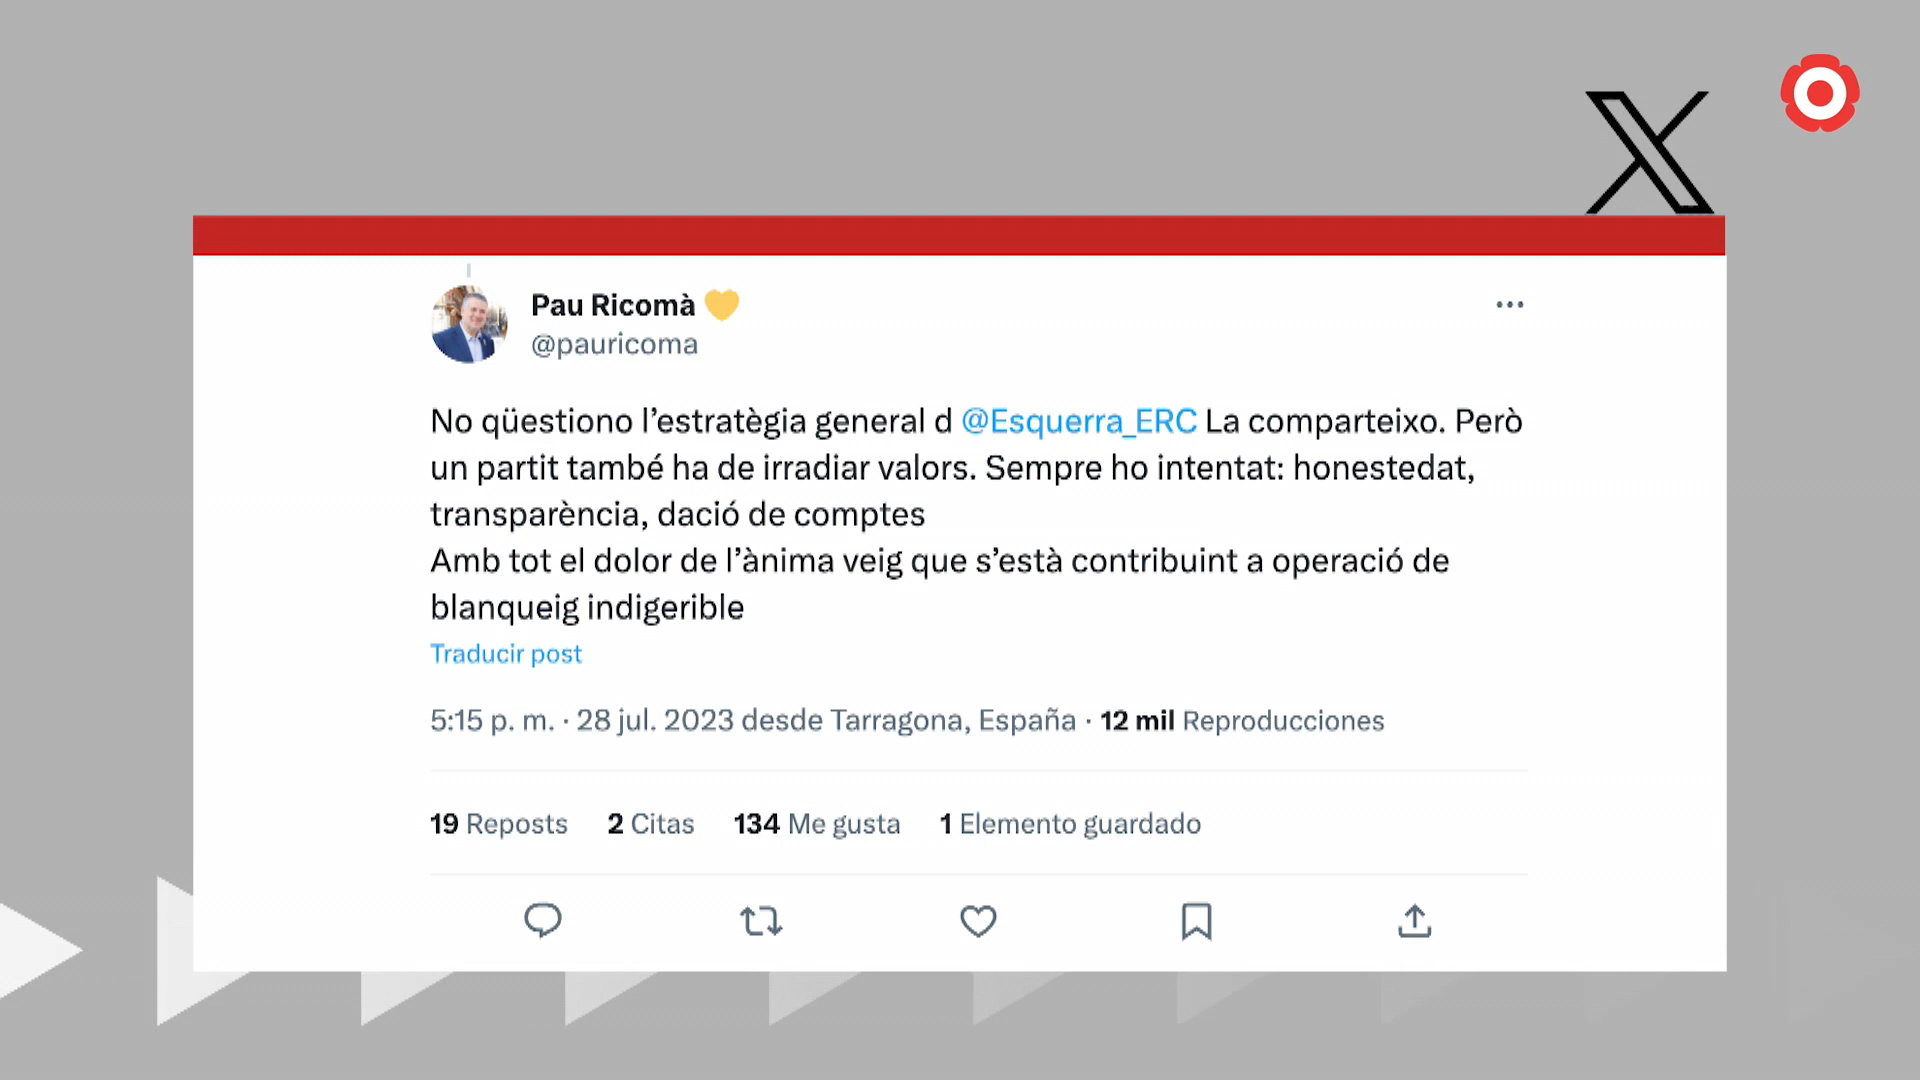 Pau Ricomà 💛
@pauricoma
No qüestiono l’estratègia general d @Esquerra_ERC La comparteixo. Però
un partit també ha de irradiar valors. Sempre ho intentat: honestedat,
transparència, dació de comptes
Amb tot el dolor de l’ànima veig que s’està contribuint a operació de
blanqueig indigerible
Traducir post
5:15 p. m. · 28 jul. 2023 desde Tarragona, España · 12 mil Reproducciones
19 Reposts 2 Citas 134 Me gusta 1 Elemento guardado